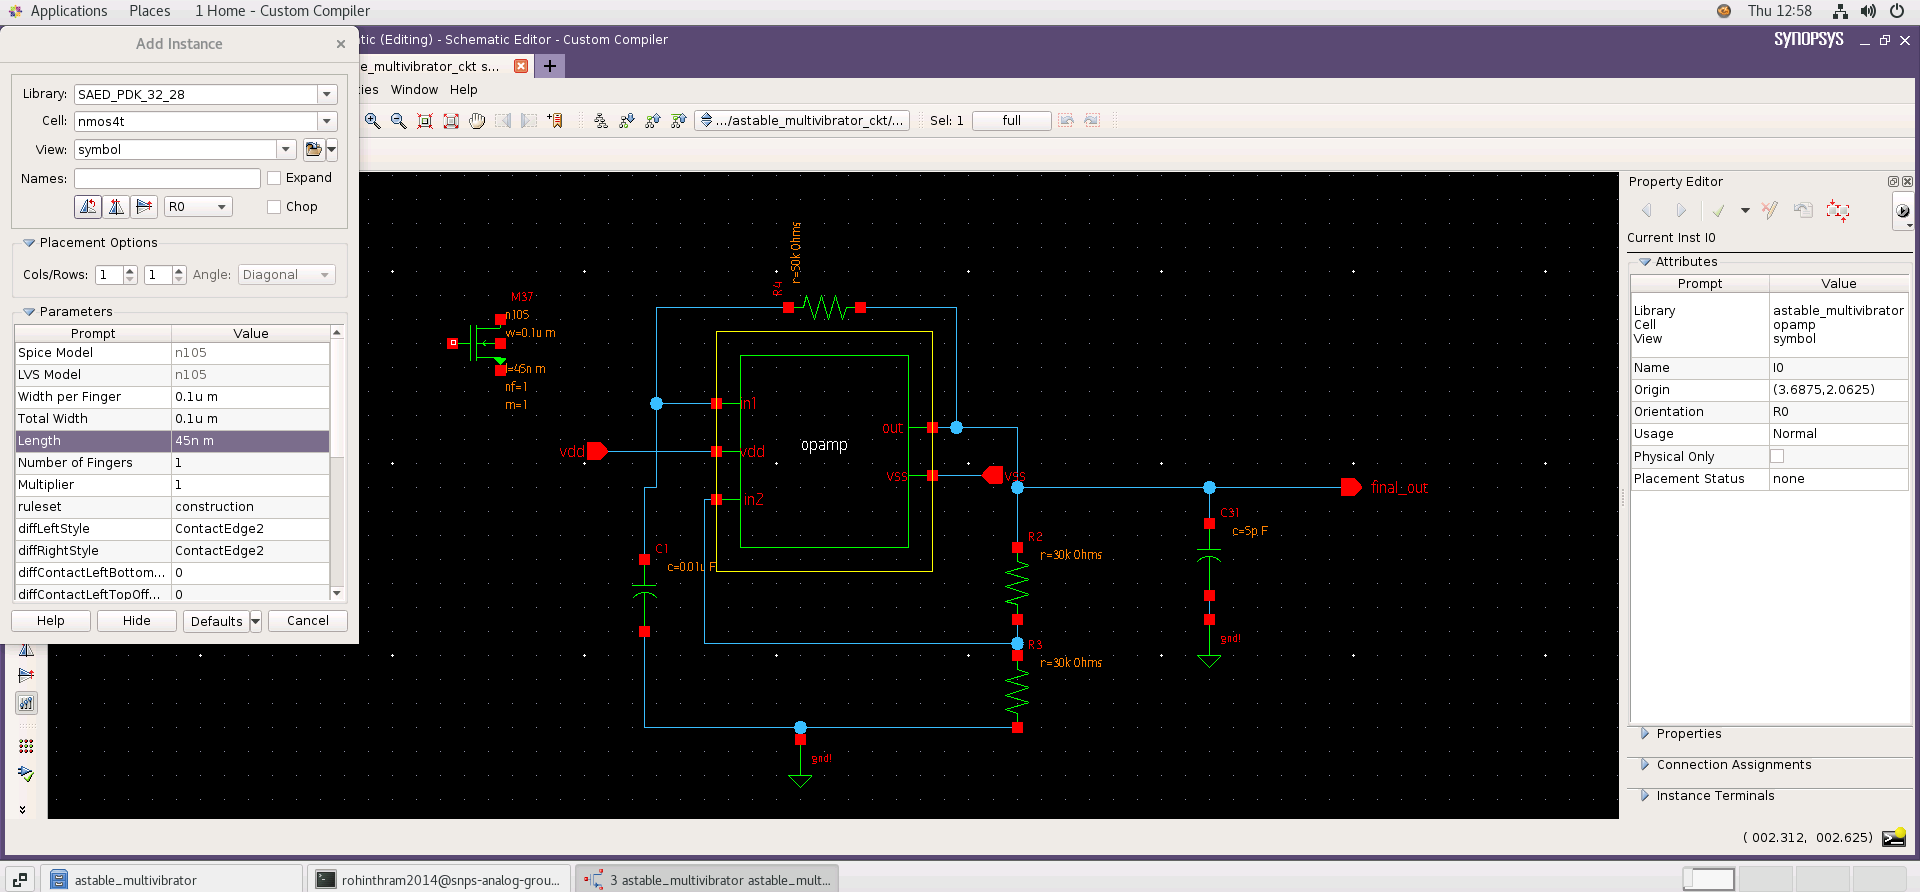 Applications Places 1 Home - Custom Compiler Thu 12:58
Add Instance
tic (Editing) - Schematic Editor - Custom Compiler
SYNOPSYS
le_multivibrator_ckt s...
ies Window Help
.../astable_multivibrator_ckt/...
Sel: 1
full
Library: SAED_PDK_32_28
Cell: nmos4t
View: symbol
Names:
Expand
R0
Chop
Placement Options
Cols/Rows: 1 1 Angle: Diagonal
Parameters
Prompt Value
Spice Model n105
LVS Model n105
Width per Finger 0.1u m
Total Width 0.1u m
Length 45n m
Number of Fingers 1
Multiplier 1
ruleset construction
diffLeftStyle ContactEdge2
diffRightStyle ContactEdge2
diffContactLeftBottom... 0
diffContactLeftTopOff... 0
Help Hide Defaults Cancel
M37
n105
w=0.1u m
l=45n m
nf=1
m=1
R4
r=50k Ohms
n1
vdd
vdd
in2
opamp
out
vss
vss
final_out
C1
c=0.01u F
R2
r=30k Ohms
R3
r=30k Ohms
C31
c=5p F
gnd!
gnd!
Property Editor
Current Inst I0
Attributes
Prompt Value
Library astable_multivibrator
Cell opamp
View symbol
Name I0
Origin (3.6875,2.0625)
Orientation R0
Usage Normal
Physical Only
Placement Status none
Properties
Connection Assignments
Instance Terminals
( 002.312, 002.625)
astable_multivibrator
rohinthram2014@snps-analog-grou...
3 astable_multivibrator astable_mult...